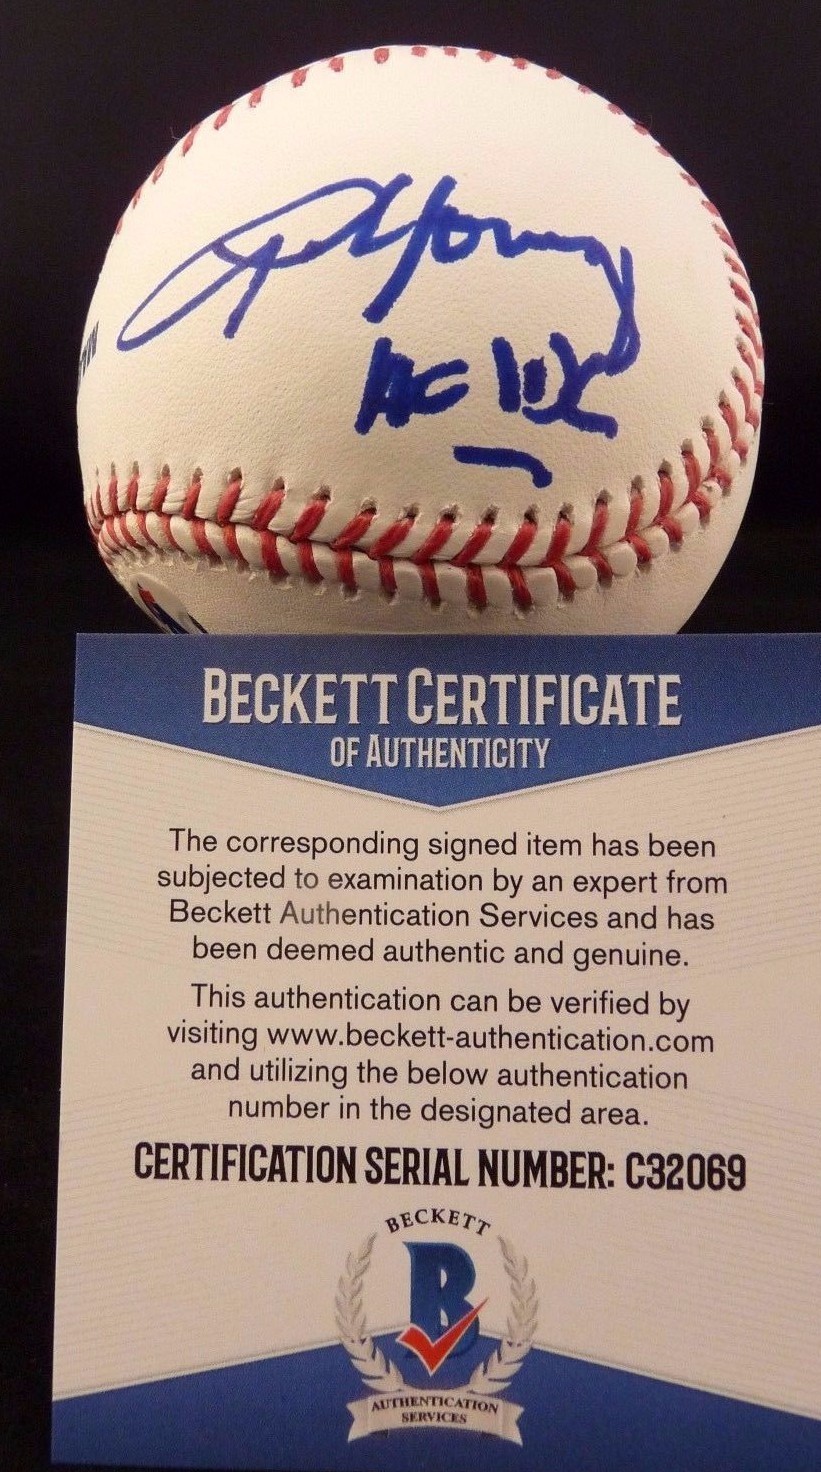 Young
BECKETT CERTIFICATE
OF AUTHENTICITY
The corresponding signed item has been
subjected to examination by an expert from
Beckett Authentication Services and has
been deemed authentic and genuine.
This authentication can be verified by
visiting www.beckett-authentication.com
and utilizing the below authentication
number in the designated area.
CERTIFICATION SERIAL NUMBER: C32069
BECKETT
B
AUTHENTICATION
SERVICES